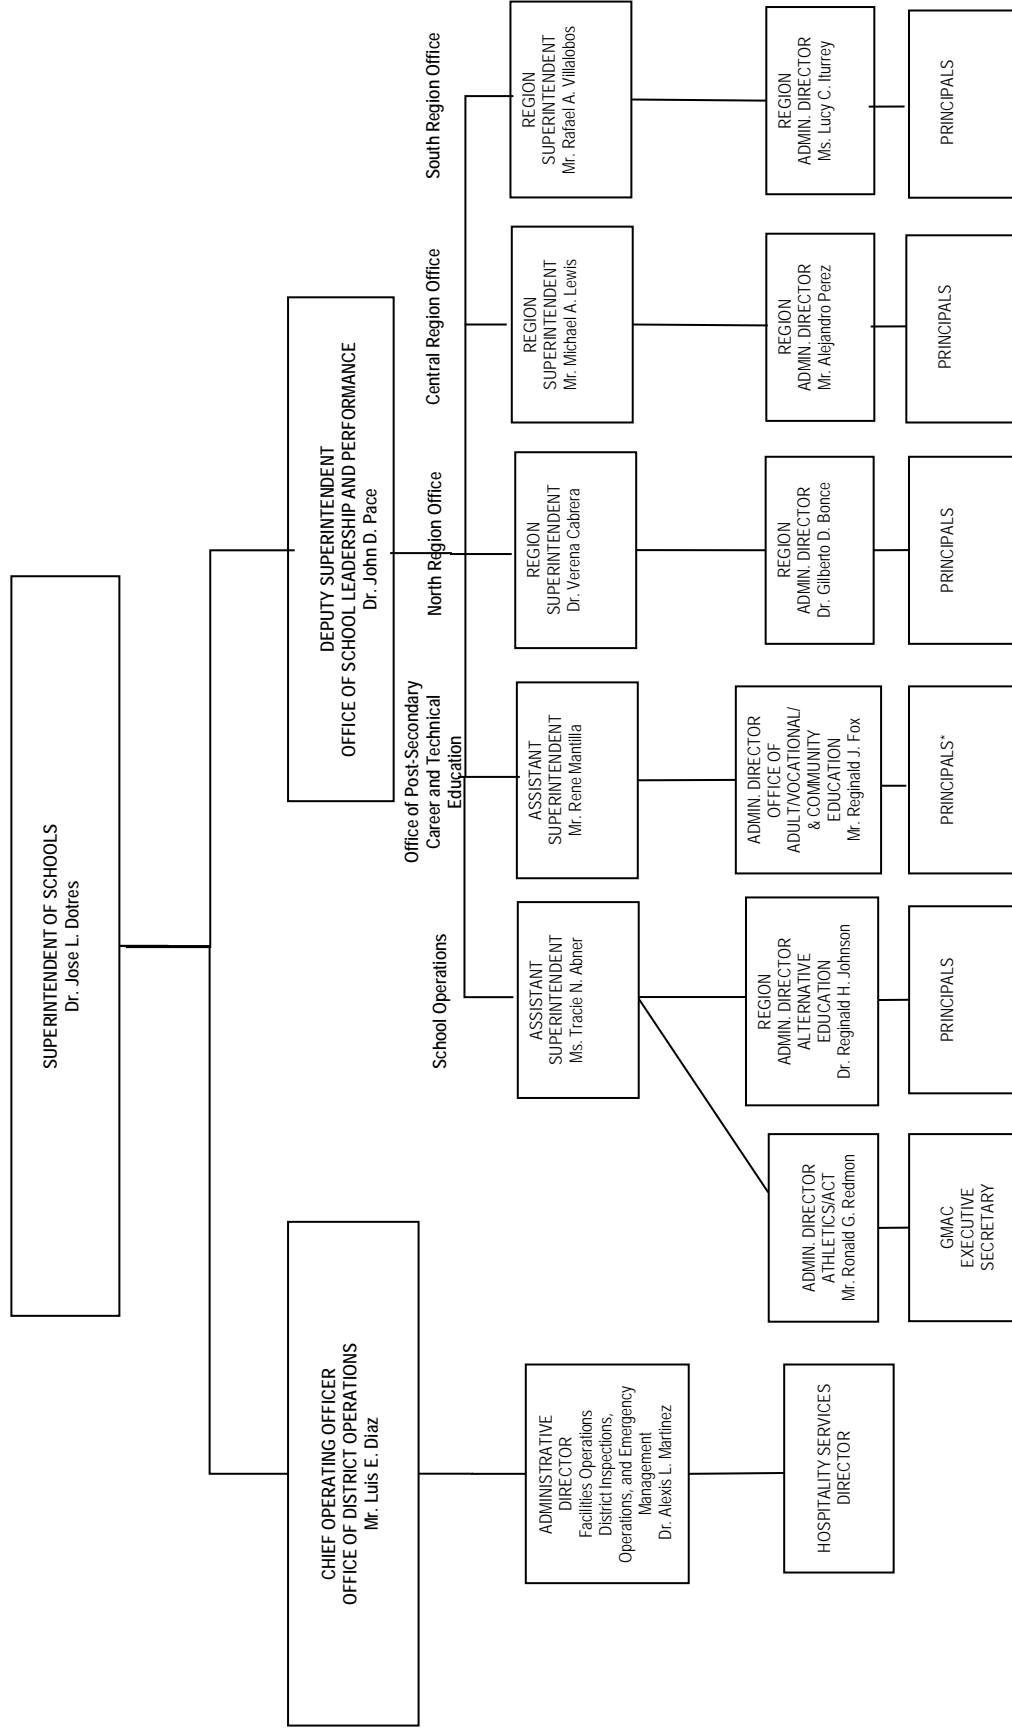 SUPERINTENDENT OF SCHOOLS
Dr. Jose L. Dotres
CHIEF OPERATING OFFICER
OFFICE OF DISTRICT OPERATIONS
Mr. Luis E. Diaz
DEPUTY SUPERINTENDENT
OFFICE OF SCHOOL LEADERSHIP AND PERFORMANCE
Dr. John D. Pace
School Operations
Office of Post-Secondary
Career and Technical
Education
North Region Office
Central Region Office
South Region Office
ADMINISTRATIVE
DIRECTOR
Facilities Operations
District Inspections,
Operations, and Emergency
Management
Dr. Alexis L. Martinez
ASSISTANT
SUPERINTENDENT
Ms. Tracie N. Abner
ASSISTANT
SUPERINTENDENT
Mr. Rene Mantilla
REGION
SUPERINTENDENT
Dr. Verena Cabrera
REGION
SUPERINTENDENT
Mr. Michael A. Lewis
REGION
SUPERINTENDENT
Mr. Rafael A. Villalobos
HOSPITALITY SERVICES
DIRECTOR
ADMIN. DIRECTOR
ATHLETICS/ACT
Mr. Ronald G. Redmon
REGION
ADMIN. DIRECTOR
ALTERNATIVE
EDUCATION
Dr. Reginald H. Johnson
ADMIN. DIRECTOR
OFFICE OF
ADULT/VOCATIONAL/
& COMMUNITY
EDUCATION
Mr. Reginald J. Fox
REGION
ADMIN. DIRECTOR
Dr. Gilberto D. Bonce
REGION
ADMIN. DIRECTOR
Mr. Alejandro Perez
REGION
ADMIN. DIRECTOR
Ms. Lucy C. Iturrey
GMAC
EXECUTIVE
SECRETARY
PRINCIPALS
PRINCIPALS*
PRINCIPALS
PRINCIPALS
PRINCIPALS